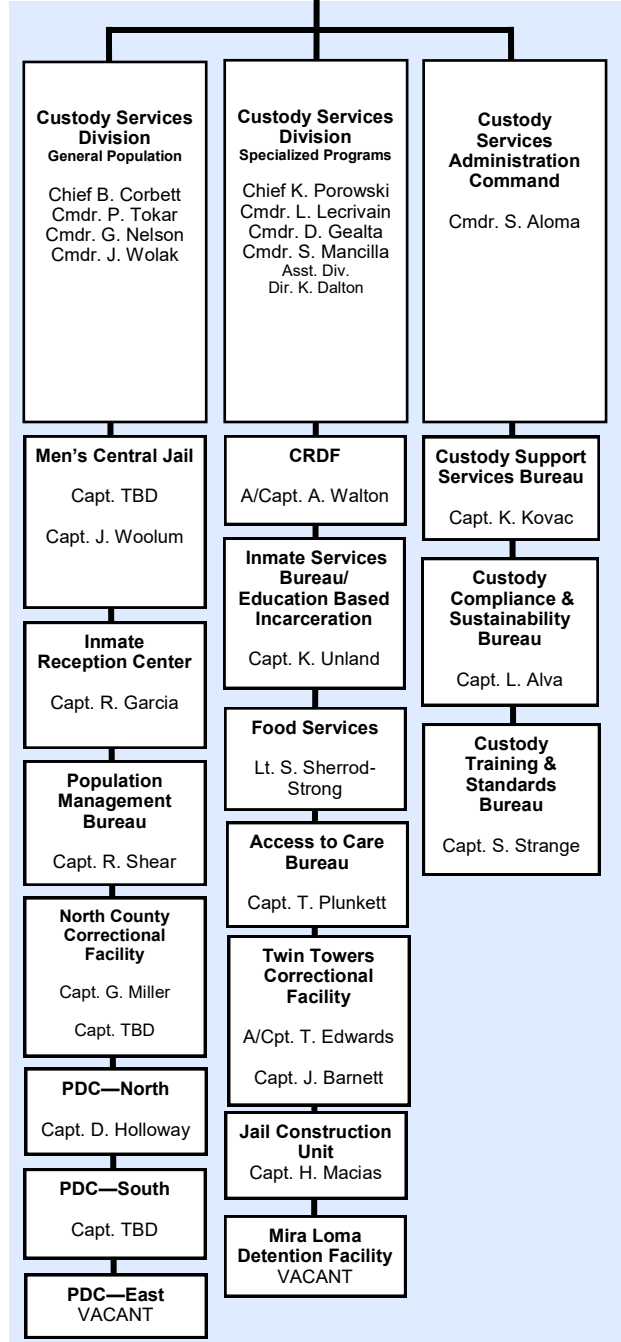 Custody Services
Division
General Population
Chief B. Corbett
Cmdr. P. Tokar
Cmdr. G. Nelson
Cmdr. J. Wolak
Men’s Central Jail
Capt. TBD
Capt. J. Woolum
Inmate
Reception Center
Capt. R. Garcia
Population
Management
Bureau
Capt. R. Shear
North County
Correctional
Facility
Capt. G. Miller
Capt. TBD
PDC—North
Capt. D. Holloway
PDC—South
Capt. TBD
PDC—East
VACANT
Custody Services
Division
Specialized Programs
Chief K. Porowski
Cmdr. L. Lecrivain
Cmdr. D. Gealta
Cmdr. S. Mancilla
Asst. Div.
Dir. K. Dalton
CRDF
A/Capt. A. Walton
Inmate Services
Bureau/
Education Based
Incarceration
Capt. K. Unland
Food Services
Lt. S. Sherrod-
Strong
Access to Care
Bureau
Capt. T. Plunkett
Twin Towers
Correctional
Facility
A/Cpt. T. Edwards
Capt. J. Barnett
Jail Construction
Unit
Capt. H. Macias
Mira Loma
Detention Facility
VACANT
Custody
Services
Administration
Command
Cmdr. S. Aloma
Custody Support
Services Bureau
Capt. K. Kovac
Custody
Compliance &
Sustainability
Bureau
Capt. L. Alva
Custody
Training &
Standards
Bureau
Capt. S. Strange